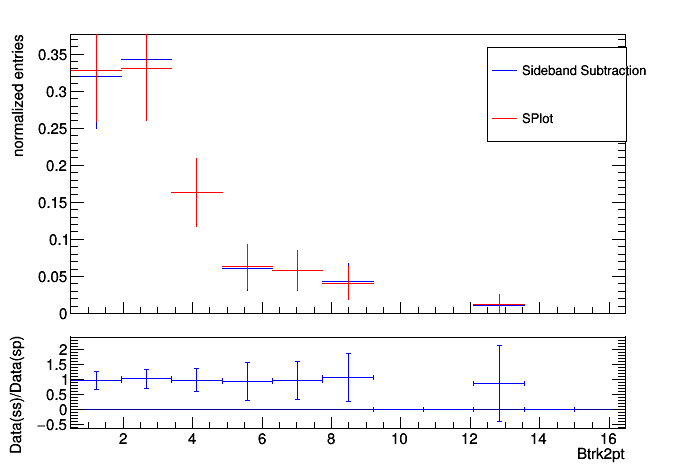 normalized entries
0.35
0.3
0.25
0.2
0.15
0.1
0.05
0
Sideband Subtraction
SPlot
Data(ss)/Data(sp)
2
1.5
1
0.5
0
−0.5
2 4 6 8 10 12 14 16
Btrk2pt